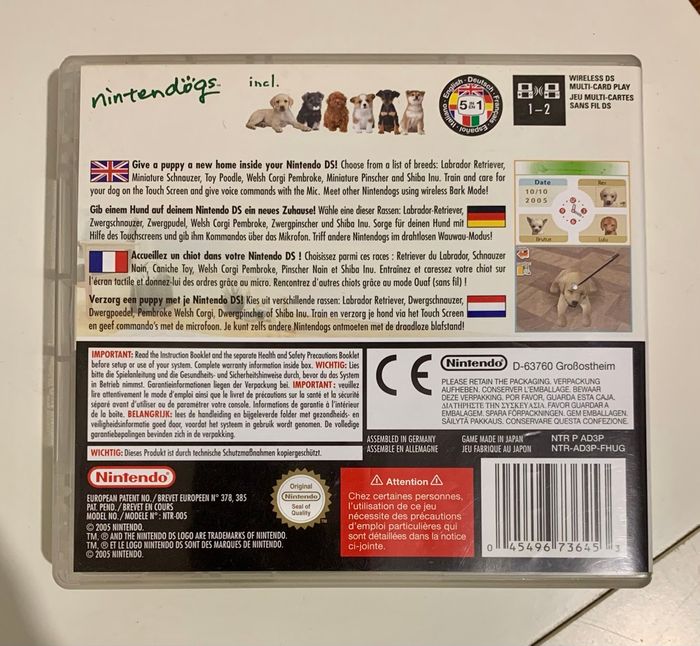 nintendogs™
incl.
English · Deutsch · Français · Español · Italiano
5 IN 1
1–2
WIRELESS DS
MULTI-CARD PLAY
JEU MULTI-CARTES
SANS FIL DS
Give a puppy a new home inside your Nintendo DS! Choose from a list of breeds: Labrador Retriever,
Miniature Schnauzer, Toy Poodle, Welsh Corgi Pembroke, Miniature Pinscher and Shiba Inu. Train and care for
your dog on the Touch Screen and give voice commands with the Mic. Meet other Nintendogs using wireless Bark Mode!
Gib einem Hund auf deinem Nintendo DS ein neues Zuhause! Wähle eine dieser Rassen: Labrador-Retriever,
Zwergschnauzer, Zwergpudel, Welsh Corgi Pembroke, Zwergpinscher und Shiba Inu. Sorge für deinen Hund mit
Hilfe des Touchscreens und gib ihm Kommandos über das Mikrofon. Triff andere Nintendogs im drahtlosen Wauwau-Modus!
Accueillez un chiot dans votre Nintendo DS ! Choisissez parmi ces races : Retriever du Labrador, Schnauzer
Nain, Caniche Toy, Welsh Corgi Pembroke, Pinscher Nain et Shiba Inu. Entraînez et caressez votre chiot sur
l'écran tactile et donnez-lui des ordres grâce au micro. Rencontrez d'autres chiots grâce au mode Ouaf (sans fil) !
Verzorg een puppy met je Nintendo DS! Kies uit verschillende rassen: Labrador Retriever, Dwergschnauzer,
Dwergpoedel, Pembroke Welsh Corgi, Dwergpincher of Shiba Inu. Train en verzorg je hond via het Touch Screen
en geef commando's met je microfoon. Je kunt zelfs andere Nintendogs ontmoeten met de draadloze blafstand!
Date
10/10
2005
Rex
Brutus
Lulu
IMPORTANT: Read the Instruction Booklet and the separate Health and Safety Precautions Booklet
before setup or use of your system. Complete warranty information inside box. WICHTIG: Lies
bitte die Spielanleitung und die Gesundheits- und Sicherheitshinweise durch, bevor du das System
in Betrieb nimmst. Garantieinformationen liegen der Verpackung bei. IMPORTANT : veuillez
lire attentivement le mode d'emploi ainsi que le livret de précautions sur la santé et la sécurité
séparé avant d'utiliser ou de paramétrer votre console. Informations de garantie à l'intérieur
de la boîte. BELANGRIJK: lees de handleiding en bijgeleverde folder met gezondheids- en
veiligheidsinformatie goed door, voordat je systeem in gebruik wordt genomen. De volledige
garantiebepalingen bevinden zich in de verpakking.
WICHTIG: Dieses Produkt ist durch technische Schutzmaßnahmen kopiergeschützt.
CE
Nintendo
D-63760 Großostheim
PLEASE RETAIN THE PACKAGING. VERPACKUNG
AUFHEBEN. CONSERVER L'EMBALLAGE. BEWAAR
DEZE VERPAKKING. POR FAVOR, GUARDA ESTA CAJA.
ΔΙΑΤΗΡΗΣΤΕ ΤΗΝ ΣΥΣΚΕΥΑΣΙΑ. FAVOR GUARDAR A
EMBALAGEM. SPARA FÖRPACKNINGEN. GEM EMBALLAGEN.
SÄILYTÄ PAKKAUS. CONSERVARE QUESTA CONFEZIONE.
ASSEMBLED IN GERMANY
ASSEMBLÉ EN ALLEMAGNE
GAME MADE IN JAPAN
JEU FABRIQUÉ AU JAPON
NTR P AD3P
NTR-AD3P-FHUG
Nintendo
EUROPEAN PATENT NO./BREVET EUROPEEN N° 378, 385
PAT. PEND./BREVET EN COURS
MODEL NO./MODÈLE N°: NTR-005
© 2005 NINTENDO.
TM, ® AND THE NINTENDO DS LOGO ARE TRADEMARKS OF NINTENDO.
TM, ® ET LE LOGO NINTENDO DS SONT DES MARQUES DE NINTENDO.
© 2005 NINTENDO.
Original
Nintendo
Seal of
Quality
Attention
Chez certaines personnes,
l'utilisation de ce jeu
nécessite des précautions
d'emploi particulières qui
sont détaillées dans la notice
ci-jointe.
0 45496 73645 3